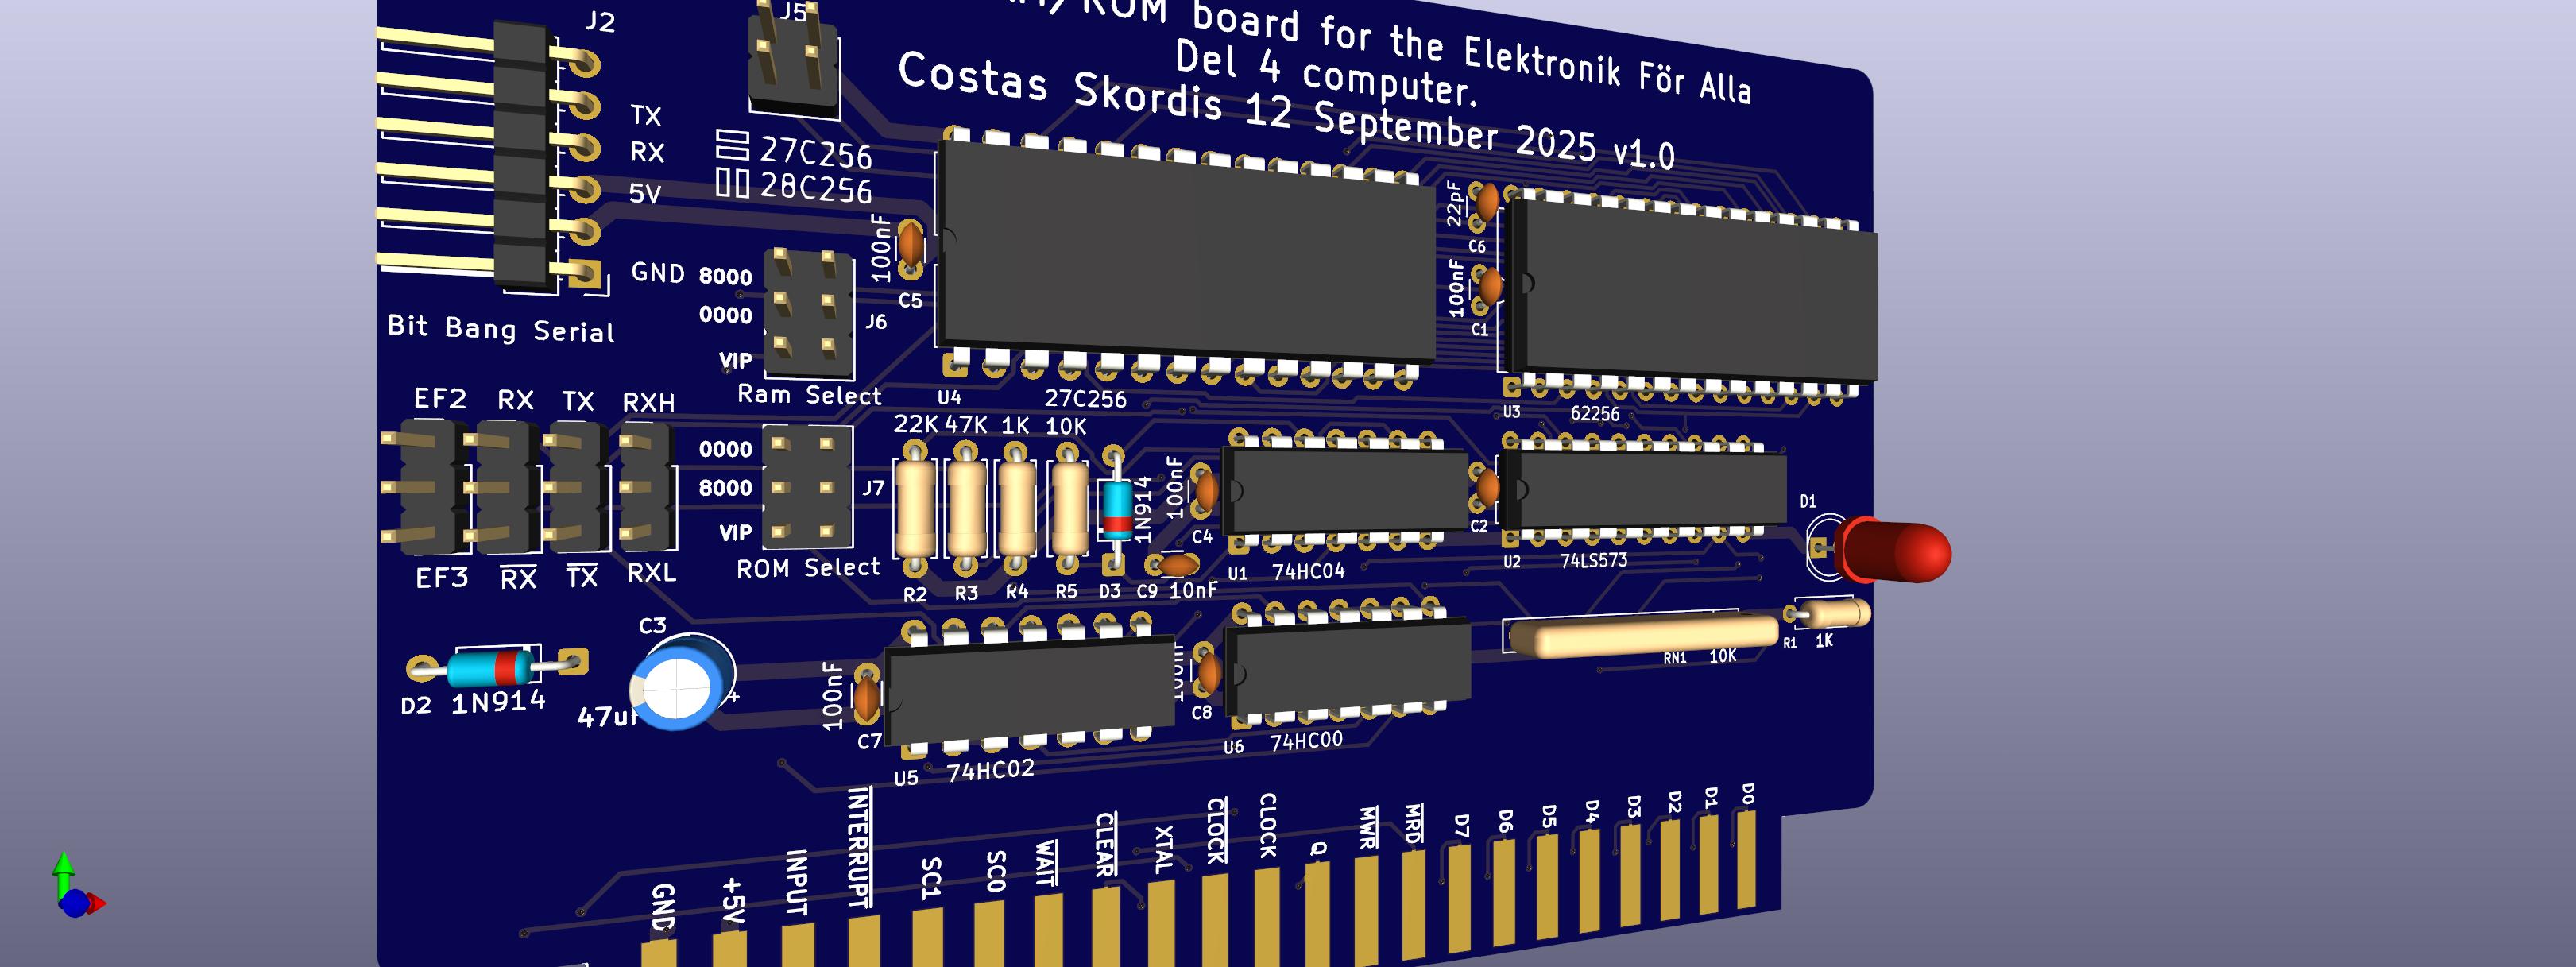 J2
J5
/ROM board for the Elektronik För Alla
Del 4 computer.
Costas Skordis 12 September 2025 v1.0
TX
RX
5V
GND
Bit Bang Serial
27C256
28C256
100nF
C5
8000
0000
VIP
J6
Ram Select
U4
27C256
22pF
C6
100nF
C1
U3
62256
EF2
RX
TX
RXH
EF3
RX
TX
RXL
0000
8000
VIP
J7
ROM Select
22K
47K
1K
10K
R2
R3
R4
R5
D3
1N914
C9
10nF
100nF
C4
U1
74HC04
C2
U2
74LS573
D1
D2
1N914
C3
47u
+
100nF
C7
U5
74HC02
100nF
C8
U6
74HC00
RN1
10K
R1
1K
GND
+5V
INPUT
INTERRUPT
SC1
SC0
WAIT
CLEAR
XTAL
CLOCK
CLOCK
Q
MWR
MRD
D7
D6
D5
D4
D3
D2
D1
D0